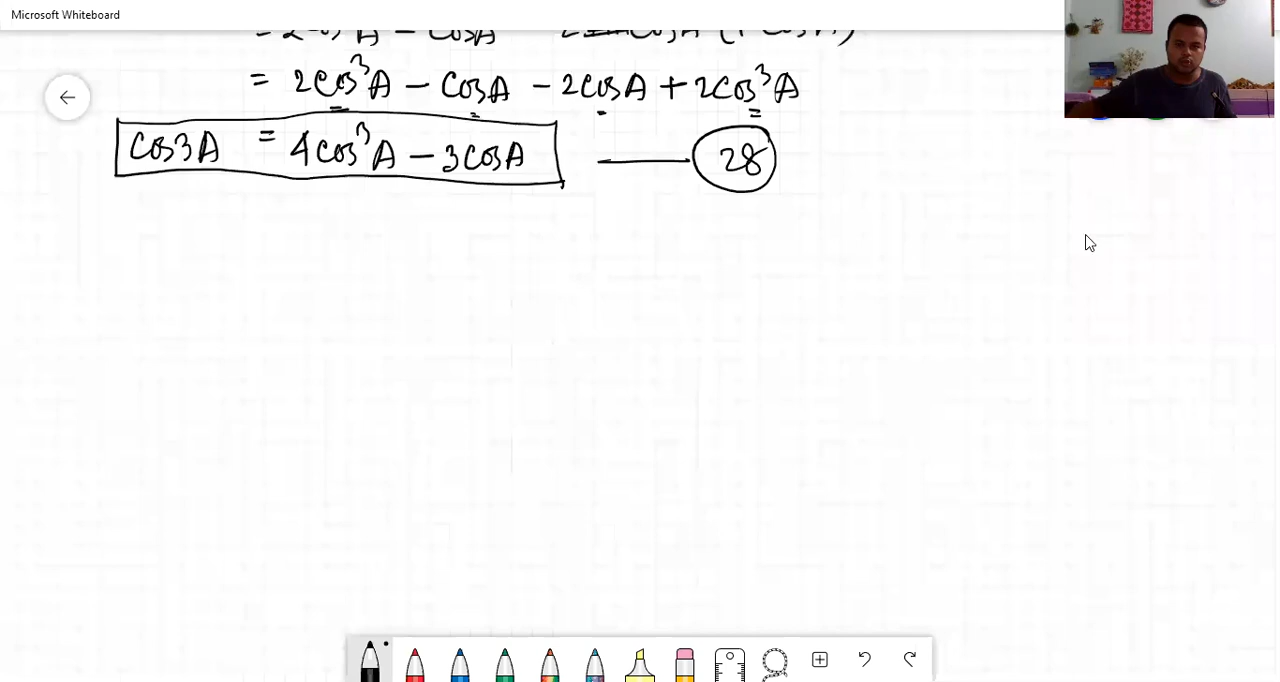 Microsoft Whiteboard
= 2cos³A - cosA - 2cosA + 2cos³A
Cos3A = 4cos³A - 3cosA — 28